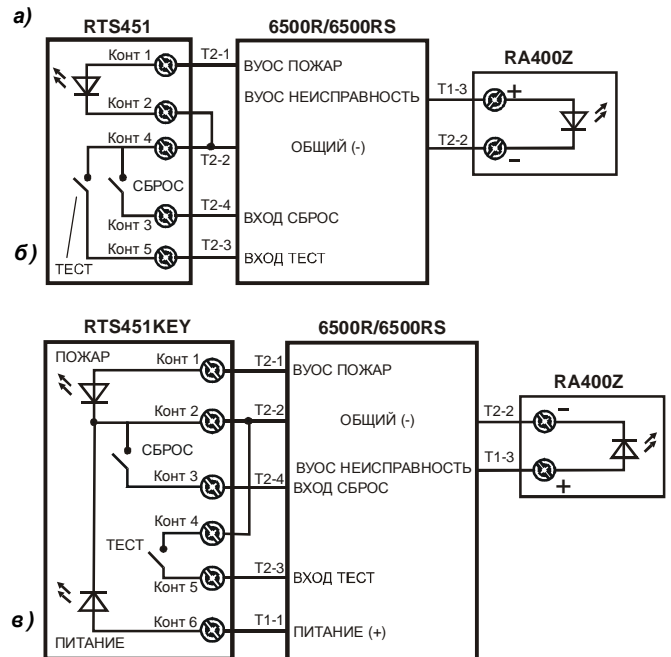 а)
RTS451
6500R/6500RS
RA400Z
Конт 1
T2-1
ВУОС ПОЖАР
ВУОС НЕИСПРАВНОСТЬ
T1-3
+
Конт 2
Конт 4
T2-2
ОБЩИЙ (-)
T2-2
–
СБРОС
T2-4
ВХОД СБРОС
Конт 3
б)
Конт 5
T2-3
ВХОД ТЕСТ
ТЕСТ
RTS451KEY
6500R/6500RS
RA400Z
ПОЖАР
Конт 1
T2-1
ВУОС ПОЖАР
Конт 2
T2-2
ОБЩИЙ (-)
T2-2
–
СБРОС
ВУОС НЕИСПРАВНОСТЬ
T1-3
+
Конт 3
T2-4
ВХОД СБРОС
Конт 4
ТЕСТ
T2-3
ВХОД ТЕСТ
Конт 5
в)
Конт 6
T1-1
ПИТАНИЕ (+)
ПИТАНИЕ